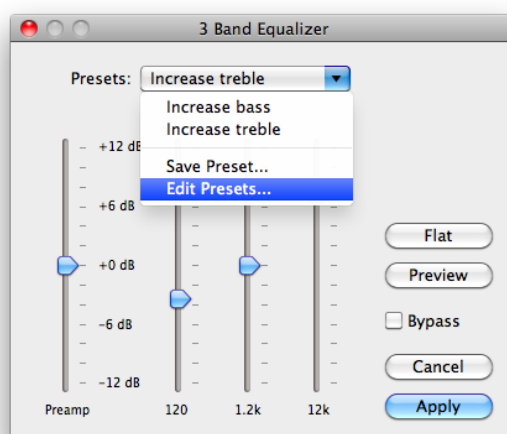 3 Band Equalizer
Presets: Increase treble
Increase bass
Increase treble
Save Preset...
Edit Presets...
+12 dB
+6 dB
+0 dB
-6 dB
-12 dB
Preamp 120 1.2k 12k
Flat
Preview
Bypass
Cancel
Apply